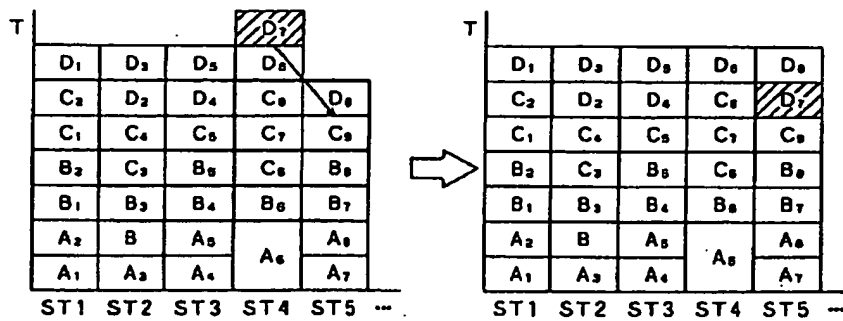 T D₇
D₁ D₃ D₅ D₆
C₂ D₂ D₄ C₈ D₈
C₁ C₄ C₅ C₇ C₉
B₂ C₃ B₅ C₆ B₈
B₁ B₃ B₄ B₆ B₇
A₂ B A₅ A₆ A₈
A₁ A₃ A₄ A₇
ST1 ST2 ST3 ST4 ST5 ...
T
D₁ D₃ D₅ D₆ D₈
C₂ D₂ D₄ C₈ D₇
C₁ C₄ C₅ C₇ C₉
B₂ C₃ B₅ C₆ B₈
B₁ B₃ B₄ B₆ B₇
A₂ B A₅ A₆ A₈
A₁ A₃ A₄ A₇
ST1 ST2 ST3 ST4 ST5 ...